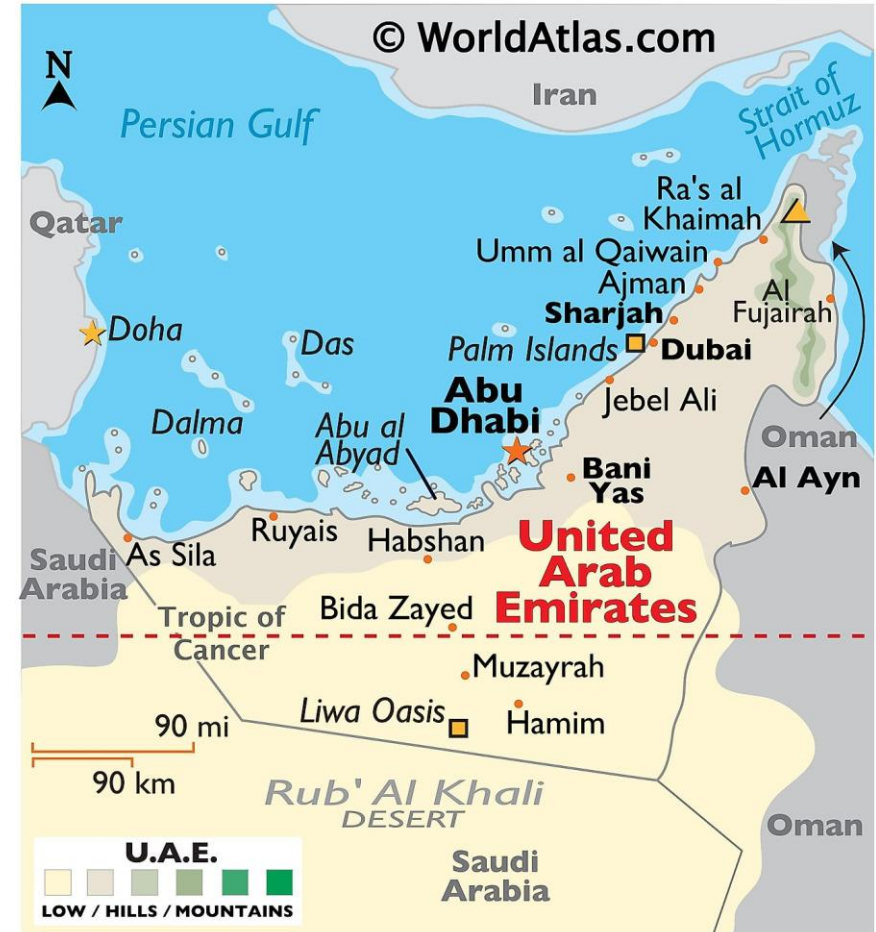 © WorldAtlas.com
N
Iran
Strait of
Hormuz
Persian Gulf
Ra's al
Khaimah
Qatar
Umm al Qaiwain
Ajman
Al
Fujairah
Sharjah
Doha
Das
Palm Islands
Dubai
Abu
Dhabi
Jebel Ali
Dalma
Abu al
Abyad
Oman
Bani
Yas
Al Ayn
Ruyais
Habshan
United
Arab
Emirates
As Sila
Saudi
Arabia
Bida Zayed
Tropic of
Cancer
Muzayrah
Liwa Oasis
Hamim
90 mi
90 km
Rub' Al Khali
DESERT
Oman
Saudi
Arabia
U.A.E.
LOW / HILLS / MOUNTAINS